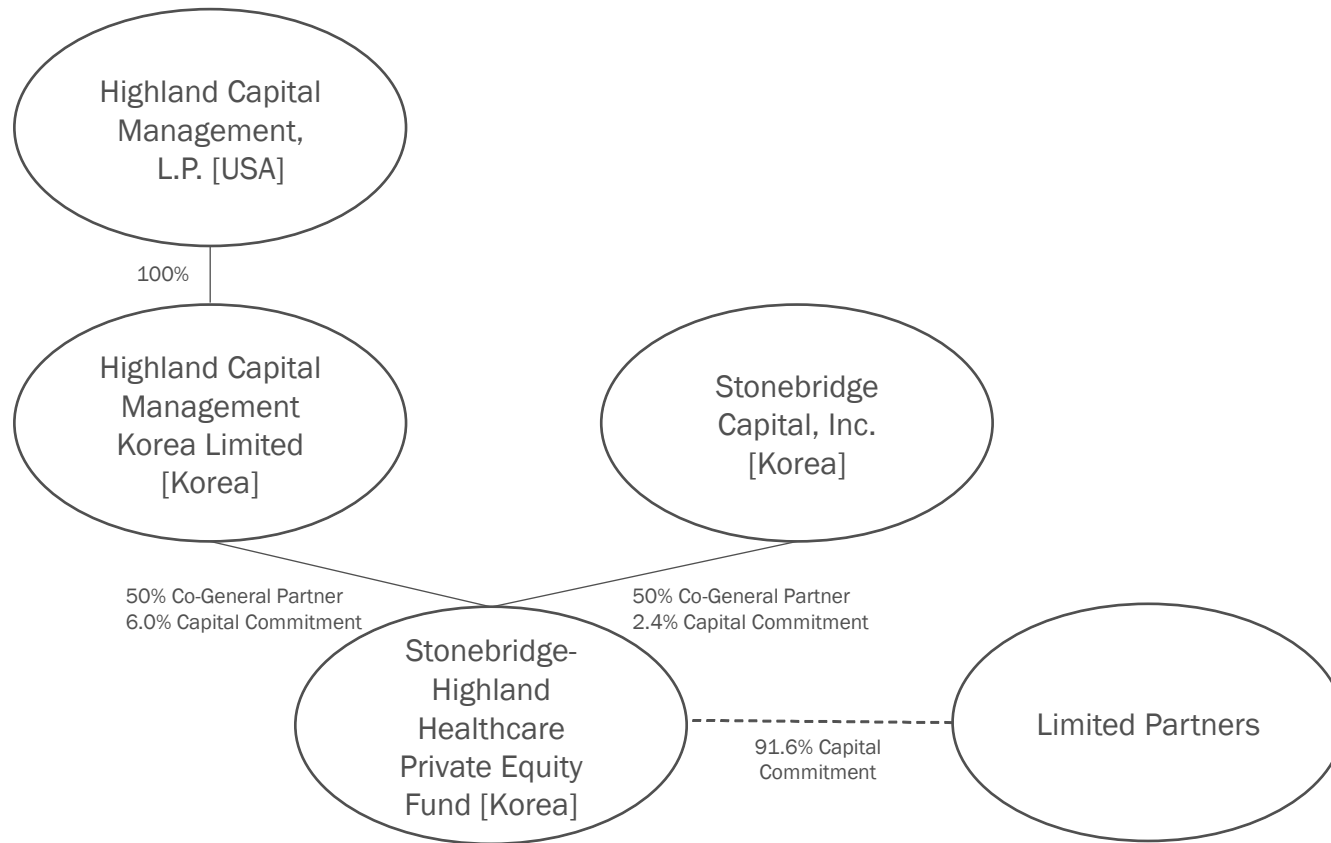 Highland Capital
Management,
L.P. [USA]
100%
Highland Capital
Management
Korea Limited
[Korea]
Stonebridge
Capital, Inc.
[Korea]
50% Co-General Partner
6.0% Capital Commitment
50% Co-General Partner
2.4% Capital Commitment
Stonebridge-
Highland
Healthcare
Private Equity
Fund [Korea]
91.6% Capital
Commitment
Limited Partners